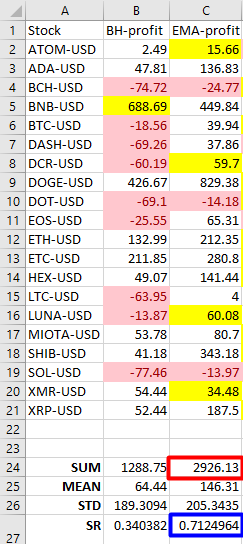 A B C
1 Stock BH-profit EMA-profit
2 ATOM-USD 2.49 15.66
3 ADA-USD 47.81 136.83
4 BCH-USD -74.72 -24.77
5 BNB-USD 688.69 449.84
6 BTC-USD -18.56 39.94
7 DASH-USD -69.26 37.86
8 DCR-USD -60.19 59.7
9 DOGE-USD 426.67 829.38
10 DOT-USD -69.1 -14.18
11 EOS-USD -25.55 65.31
12 ETH-USD 132.99 212.35
13 ETC-USD 211.85 280.8
14 HEX-USD 49.07 141.44
15 LTC-USD -63.95 4
16 LUNA-USD -13.87 60.08
17 MIOTA-USD 53.78 80.7
18 SHIB-USD 41.18 343.18
19 SOL-USD -77.46 -13.97
20 XMR-USD 54.44 34.48
21 XRP-USD 52.44 187.5
22
23
24 SUM 1288.75 2926.13
25 MEAN 64.44 146.31
26 STD 189.3094 205.3435
27 SR 0.340382 0.7124964